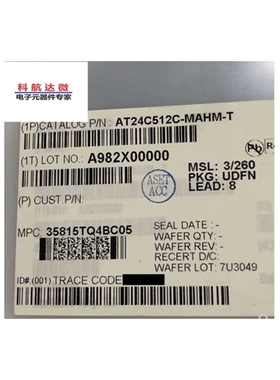 科航达微
电子元器件专家
(1P)CATALOG P/N: AT24C512C-MAHM-T
(1T) LOT NO.: A982X00000
MSL: 3/260
PKG: UDFN
LEAD: 8
ASET
ACC
(P) CUST P/N:
MPC: 35815TQ4BC05
SEAL DATE: -
WAFER QTY: -
WAFER REV: -
RECERT D/C:
WAFER LOT: 7U3049
ID#:(001) TRACE CODE